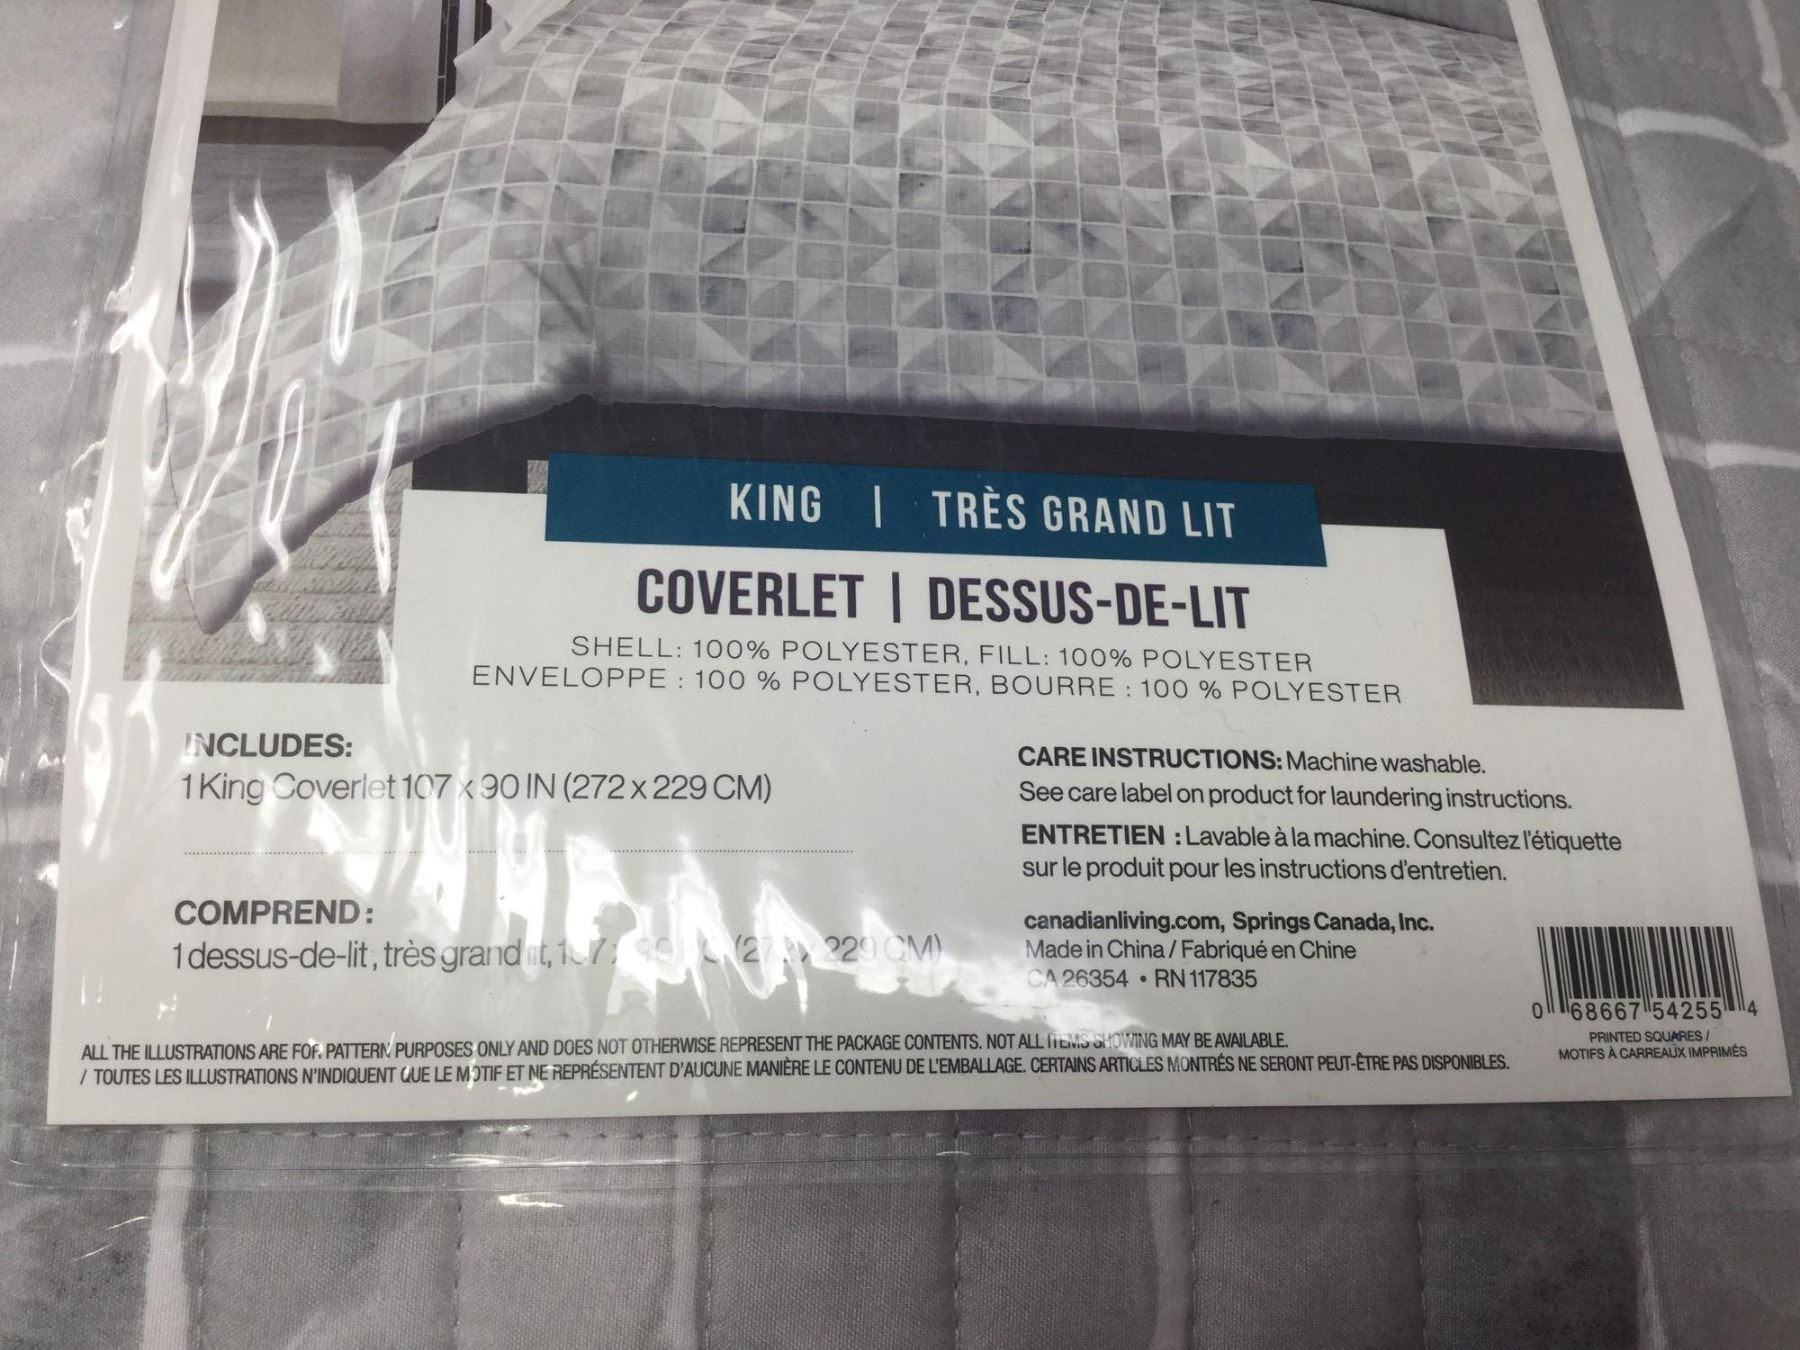 KING | TRÈS GRAND LIT
COVERLET | DESSUS-DE-LIT
SHELL: 100% POLYESTER, FILL: 100% POLYESTER
ENVELOPPE : 100 % POLYESTER, BOURRE : 100 % POLYESTER
INCLUDES:
1 King Coverlet 107 x 90 IN (272 x 229 CM)
COMPREND :
1 dessus-de-lit, très grand lit, 229 CM)
CARE INSTRUCTIONS: Machine washable.
See care label on product for laundering instructions.
ENTRETIEN : Lavable à la machine. Consultez l'étiquette
sur le produit pour les instructions d'entretien.
canadianliving.com, Springs Canada, Inc.
Made in China / Fabriqué en Chine
CA 26354 • RN 117835
0 68667 54255 4
PRINTED SQUARES /
MOTIFS À CARREAUX IMPRIMÉS
ALL THE ILLUSTRATIONS ARE FOR PATTERN PURPOSES ONLY AND DOES NOT OTHERWISE REPRESENT THE PACKAGE CONTENTS. NOT ALL ITEMS SHOWING MAY BE AVAILABLE.
/ TOUTES LES ILLUSTRATIONS N'INDIQUENT QUE LE MOTIF ET NE REPRÉSENTENT D'AUCUNE MANIÈRE LE CONTENU DE L'EMBALLAGE. CERTAINS ARTICLES MONTRÉS NE SERONT PEUT-ÊTRE PAS DISPONIBLES.